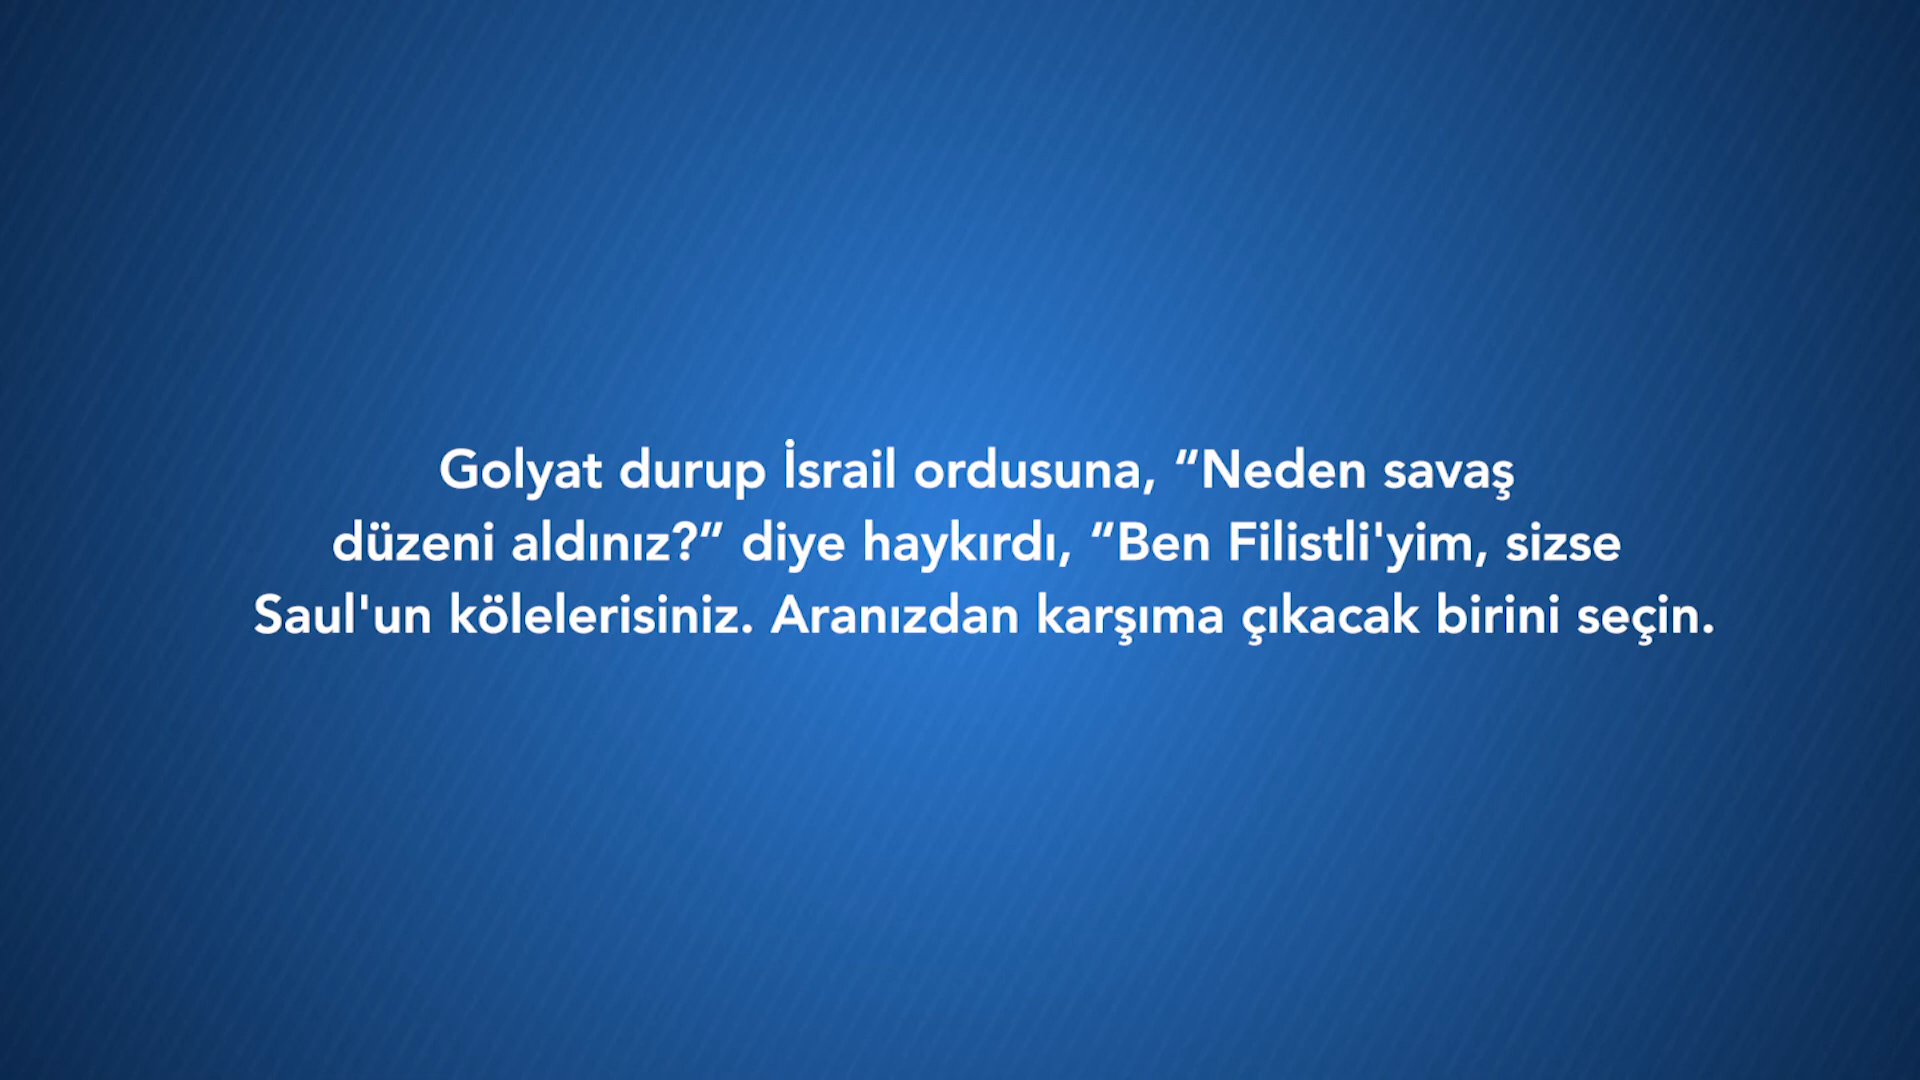 Golyat durup İsrail ordusuna, “Neden savaş
düzeni aldınız?” diye haykırdı, “Ben Filistli'yim, sizse
Saul'un kölelerisiniz. Aranızdan karşıma çıkacak birini seçin.